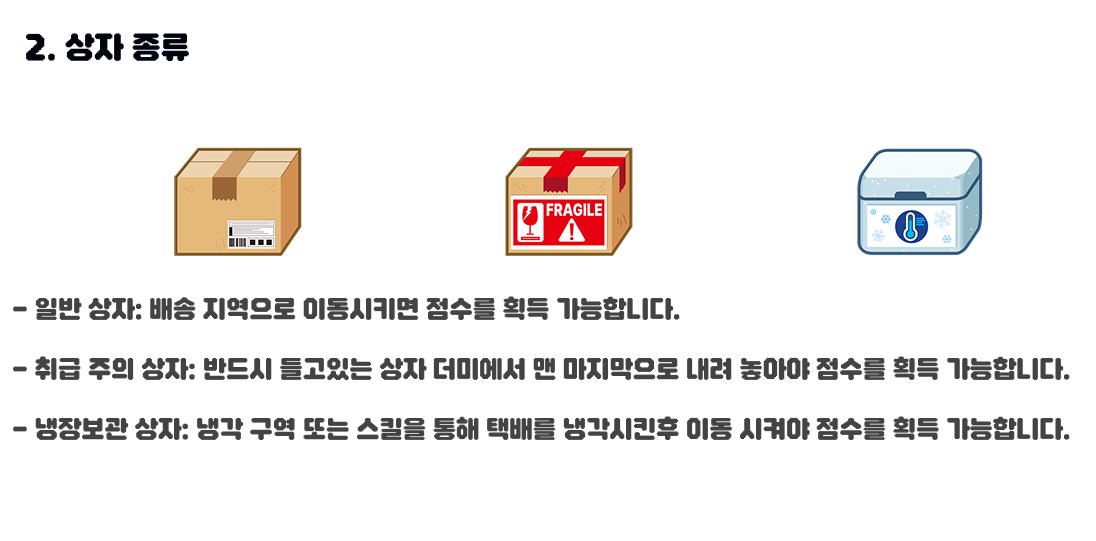 2. 상자 종류
FRAGILE
- 일반 상자: 배송 지역으로 이동시키면 점수를 획득 가능합니다.
- 취급 주의 상자: 반드시 들고있는 상자 더미에서 맨 마지막으로 내려 놓아야 점수를 획득 가능합니다.
- 냉장보관 상자: 냉각 구역 또는 스킬을 통해 택배를 냉각시킨후 이동 시켜야 점수를 획득 가능합니다.